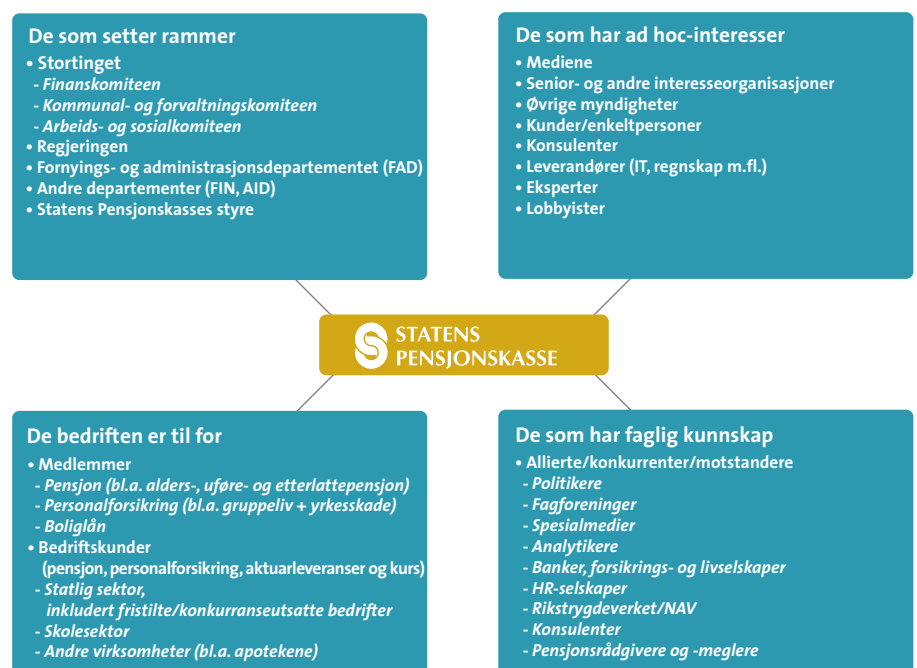 De som setter rammer
• Stortinget
- Finanskomiteen
- Kommunal- og forvaltningskomiteen
- Arbeids- og sosialkomiteen
• Regjeringen
• Fornyings- og administrasjonsdepartementet (FAD)
• Andre departementer (FIN, AID)
• Statens Pensjonskasses styre
De som har ad hoc-interesser
• Mediene
• Senior- og andre interesseorganisasjoner
• Øvrige myndigheter
• Kunder/enkeltpersoner
• Konsulenter
• Leverandører (IT, regnskap m.fl.)
• Eksperter
• Lobbyister
STATENS
PENSJONSKASSE
De bedriften er til for
• Medlemmer
- Pensjon (bl.a. alders-, uføre- og etterlattepensjon)
- Personalforsikring (bl.a. gruppeliv + yrkesskade)
- Boliglån
• Bedriftskunder
(pensjon, personalforsikring, aktuarleveranser og kurs)
- Statlig sektor,
inkludert fristilte/konkurranseutsatte bedrifter
- Skolesektor
- Andre virksomheter (bl.a. apotekene)
De som har faglig kunnskap
• Allierte/konkurrenter/motstandere
- Politikere
- Fagforeninger
- Spesialmedier
- Analytikere
- Banker, forsikrings- og livselskaper
- HR-selskaper
- Rikstrygdeverket/NAV
- Konsulenter
- Pensjonsrådgivere og -meglere